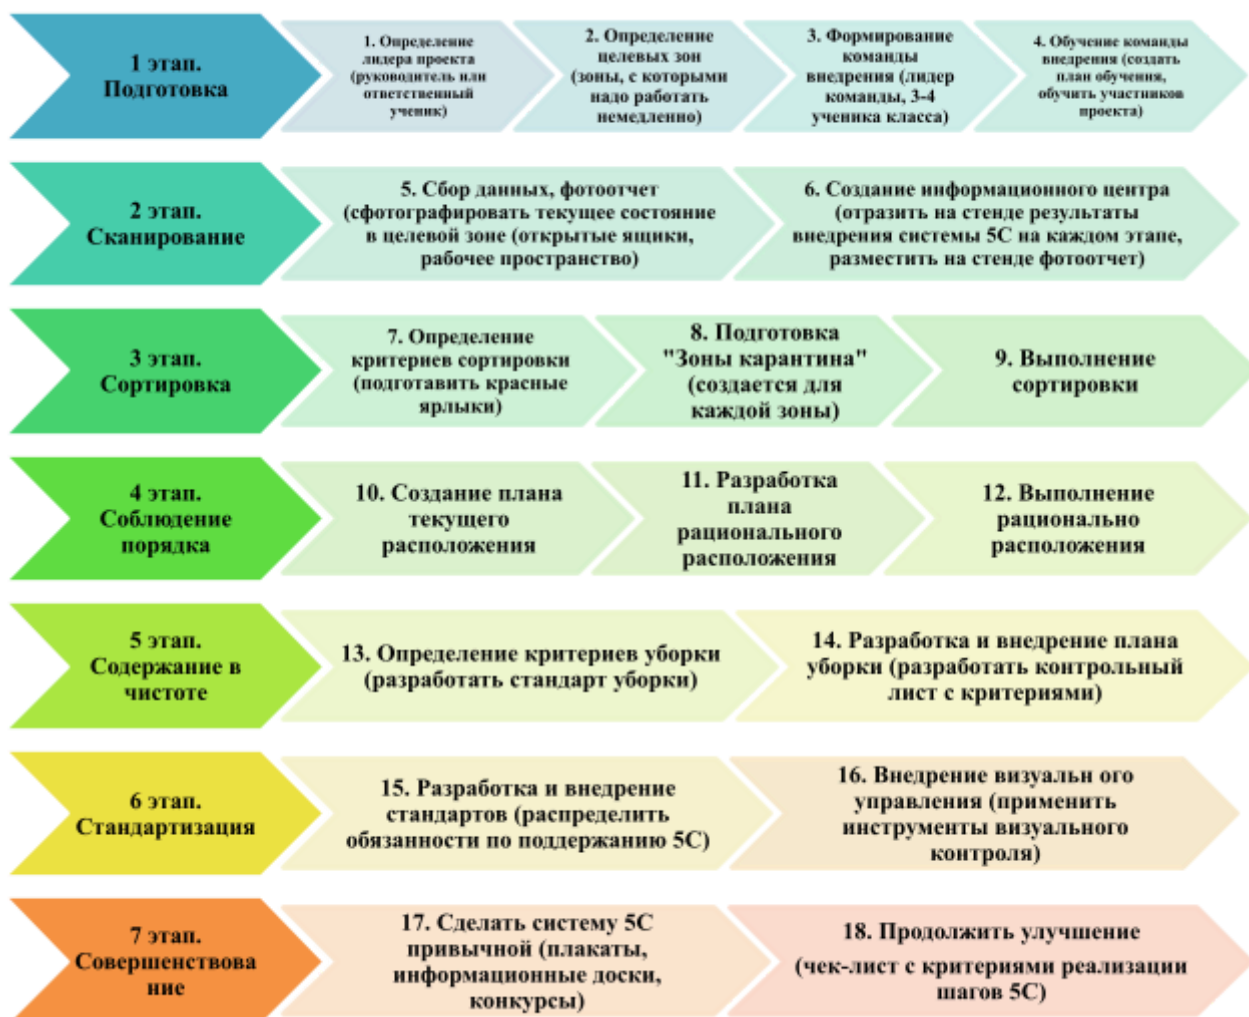 1 этап.
Подготовка
1. Определение
лидера проекта
(руководитель или
ответственный
ученик)
2. Определение
целевых зон
(зоны, с которыми
надо работать
немедленно)
3. Формирование
команды
внедрения (лидер
команды, 3-4
ученика класса)
4. Обучение команды
внедрения (создать
план обучения,
обучить участников
проекта)
2 этап.
Сканирование
5. Сбор данных, фотоотчет
(сфотографировать текущее состояние
в целевой зоне (открытые ящики,
рабочее пространство)
6. Создание информационного центра
(отразить на стенде результаты
внедрения системы 5С на каждом этапе,
разместить на стенде фотоотчет)
3 этап.
Сортировка
7. Определение
критериев сортировки
(подготавить красные
ярлыки)
8. Подготовка
"Зоны карантина"
(создается для
каждой зоны)
9. Выполнение
сортировки
4 этап.
Соблюдение
порядка
10. Создание плана
текущего
расположения
11. Разработка
плана
рационального
расположения
12. Выполнение
рационально
расположения
5 этап.
Содержание в
чистоте
13. Определение критериев уборки
(разработать стандарт уборки)
14. Разработка и внедрение плана
уборки (разработать контрольный
лист с критериями)
6 этап.
Стандартизация
15. Разработка и внедрение
стандартов (распределить
обязанности по поддержанию 5С)
16. Внедрение визуальн ого
управления (применить
инструменты визуального
контроля)
7 этап.
Совершенствова
ние
17. Сделать систему 5С
привычной (плакаты,
информационные доски,
конкурсы)
18. Продолжить улучшение
(чек-лист с критериями реализации
шагов 5С)